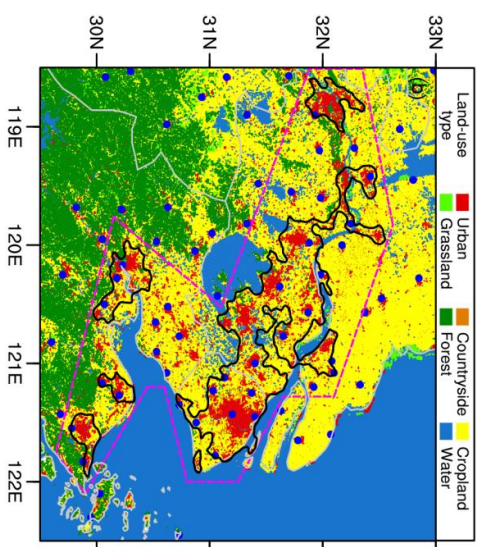 Land-use type
Urban
Countryside
Cropland
Grassland
Forest
Water
33N
32N
31N
30N
119E
120E
121E
122E